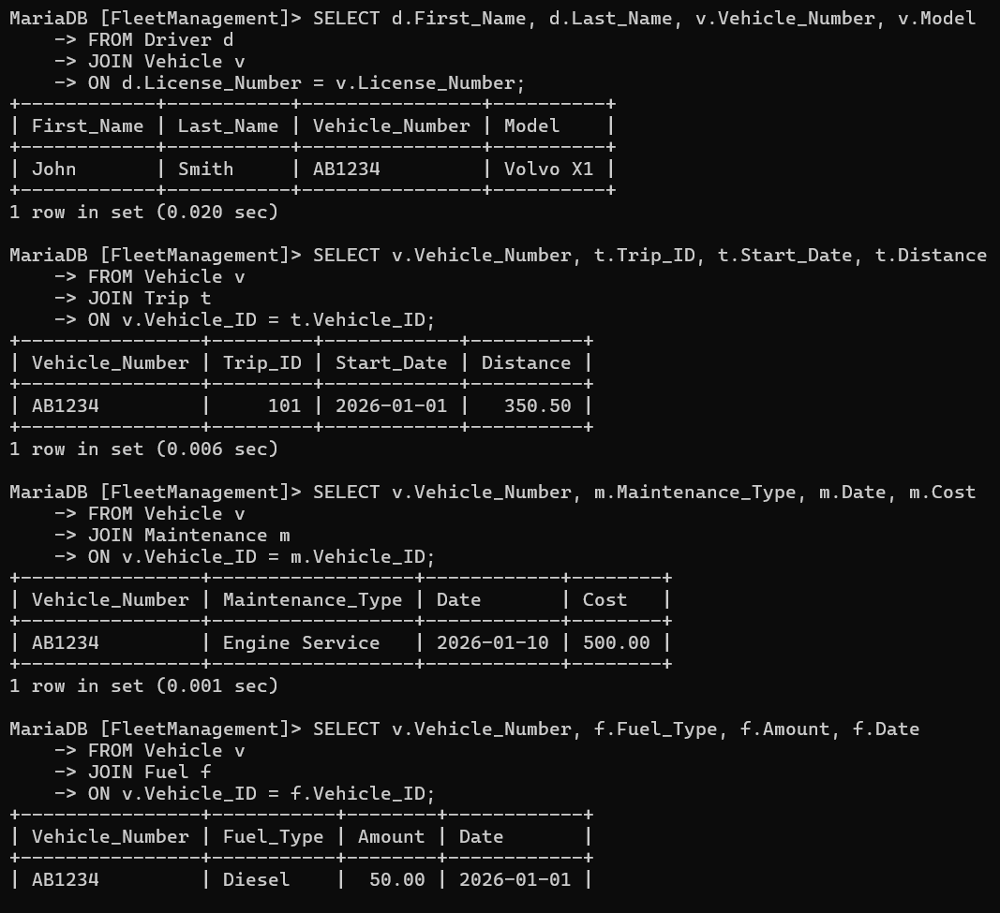 MariaDB [FleetManagement]> SELECT d.First_Name, d.Last_Name, v.Vehicle_Number, v.Model
    -> FROM Driver d
    -> JOIN Vehicle v
    -> ON d.License_Number = v.License_Number;
+------------+-----------+----------------+----------+
| First_Name | Last_Name | Vehicle_Number | Model    |
+------------+-----------+----------------+----------+
| John       | Smith     | AB1234         | Volvo X1 |
+------------+-----------+----------------+----------+
1 row in set (0.020 sec)

MariaDB [FleetManagement]> SELECT v.Vehicle_Number, t.Trip_ID, t.Start_Date, t.Distance
    -> FROM Vehicle v
    -> JOIN Trip t
    -> ON v.Vehicle_ID = t.Vehicle_ID;
+----------------+---------+------------+----------+
| Vehicle_Number | Trip_ID | Start_Date | Distance |
+----------------+---------+------------+----------+
| AB1234         |     101 | 2026-01-01 |   350.50 |
+----------------+---------+------------+----------+
1 row in set (0.006 sec)

MariaDB [FleetManagement]> SELECT v.Vehicle_Number, m.Maintenance_Type, m.Date, m.Cost
    -> FROM Vehicle v
    -> JOIN Maintenance m
    -> ON v.Vehicle_ID = m.Vehicle_ID;
+----------------+------------------+------------+--------+
| Vehicle_Number | Maintenance_Type | Date       | Cost   |
+----------------+------------------+------------+--------+
| AB1234         | Engine Service   | 2026-01-10 | 500.00 |
+----------------+------------------+------------+--------+
1 row in set (0.001 sec)

MariaDB [FleetManagement]> SELECT v.Vehicle_Number, f.Fuel_Type, f.Amount, f.Date
    -> FROM Vehicle v
    -> JOIN Fuel f
    -> ON v.Vehicle_ID = f.Vehicle_ID;
+----------------+-----------+--------+------------+
| Vehicle_Number | Fuel_Type | Amount | Date       |
+----------------+-----------+--------+------------+
| AB1234         | Diesel    |  50.00 | 2026-01-01 |